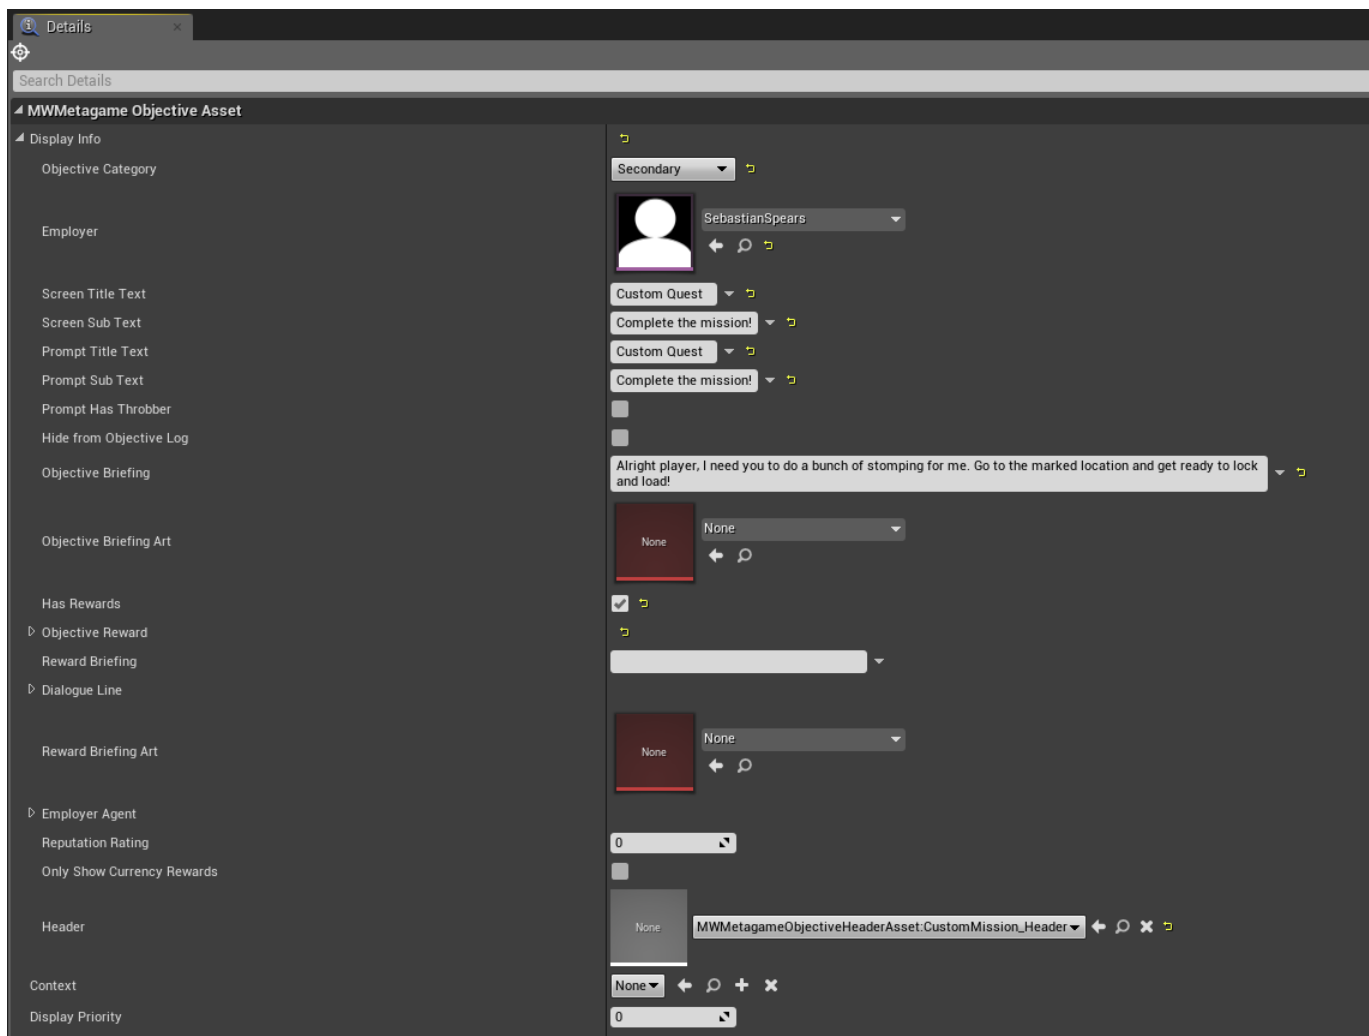 Details
Search Details
MWMetagame Objective Asset
Display Info
Objective Category
Secondary
Employer
SebastianSpears
Screen Title Text
Custom Quest
Screen Sub Text
Complete the mission!
Prompt Title Text
Custom Quest
Prompt Sub Text
Complete the mission!
Prompt Has Throbber
Hide from Objective Log
Objective Briefing
Alright player, I need you to do a bunch of stomping for me. Go to the marked location and get ready to lock
and load!
Objective Briefing Art
None
None
Has Rewards
Objective Reward
Reward Briefing
Dialogue Line
Reward Briefing Art
None
None
Employer Agent
Reputation Rating
0
Only Show Currency Rewards
Header
None
MWMetagameObjectiveHeaderAsset:CustomMission_Header
Context
None
Display Priority
0